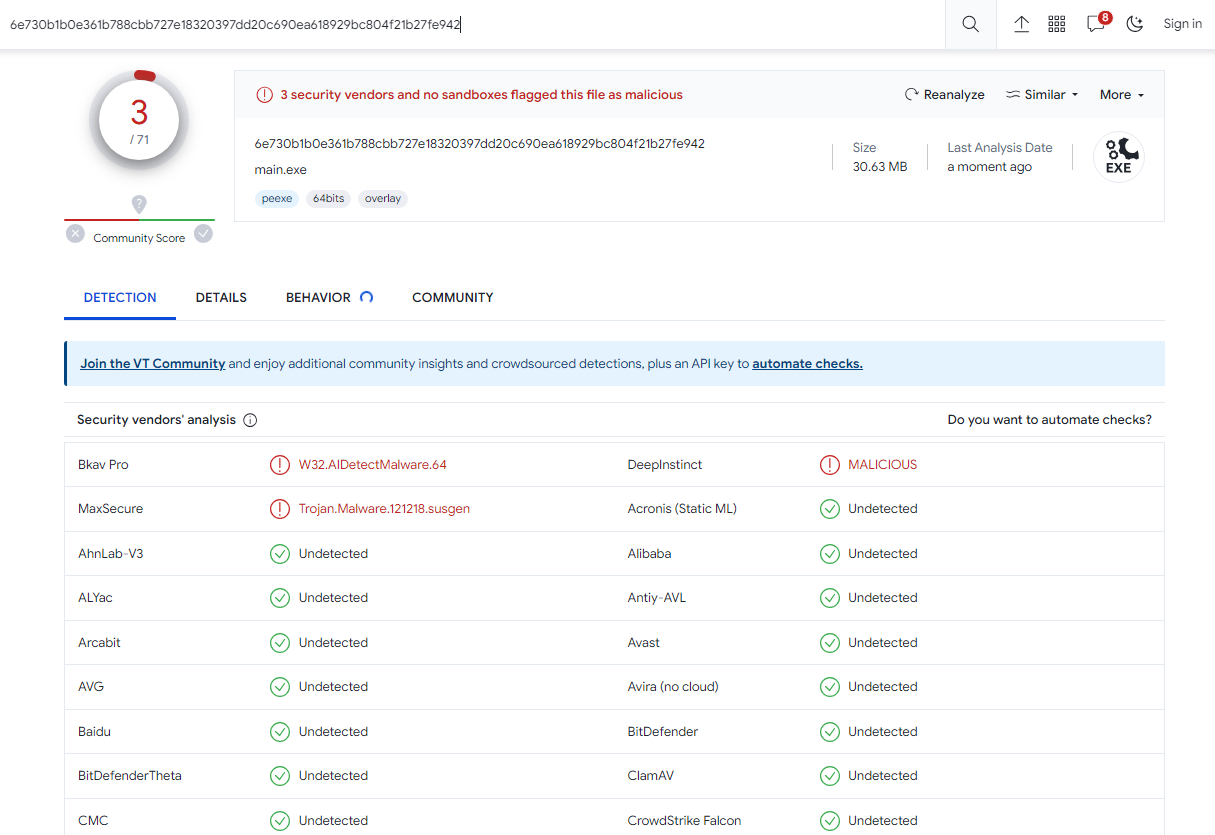 6e730b1b0e361b788cbb727e18320397dd20c690ea618929bc804f21b27fe942
8
Sign in
3
/ 71
Community Score
3 security vendors and no sandboxes flagged this file as malicious
Reanalyze
Similar
More
6e730b1b0e361b788cbb727e18320397dd20c690ea618929bc804f21b27fe942
main.exe
peexe
64bits
overlay
Size
30.63 MB
Last Analysis Date
a moment ago
EXE
DETECTION
DETAILS
BEHAVIOR
COMMUNITY
Join the VT Community and enjoy additional community insights and crowdsourced detections, plus an API key to automate checks.
Security vendors' analysis
Do you want to automate checks?
Bkav Pro W32.AIDetectMalware.64 DeepInstinct MALICIOUS
MaxSecure Trojan.Malware.121218.susgen Acronis (Static ML) Undetected
AhnLab-V3 Undetected Alibaba Undetected
ALYac Undetected Antiy-AVL Undetected
Arcabit Undetected Avast Undetected
AVG Undetected Avira (no cloud) Undetected
Baidu Undetected BitDefender Undetected
BitDefenderTheta Undetected ClamAV Undetected
CMC Undetected CrowdStrike Falcon Undetected